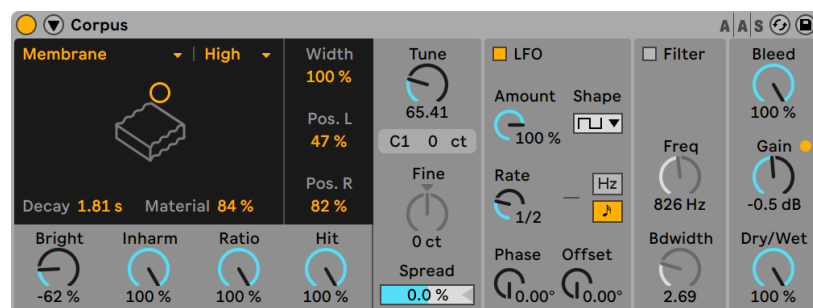 Corpus
AAS
Membrane High
Width
100 %
Pos. L
47 %
Pos. R
82 %
Decay 1.81 s Material 84 %
Bright
-62 %
Inharm
100 %
Ratio
100 %
Hit
100 %
Tune
65.41
C1 0 ct
Fine
0 ct
Spread
0.0 %
LFO
Amount
100 %
Shape
Rate
1/2
Hz
Phase
0.00°
Offset
0.00°
Filter
Freq
826 Hz
Bdwidth
2.69
Bleed
100 %
Gain
-0.5 dB
Dry/Wet
100 %